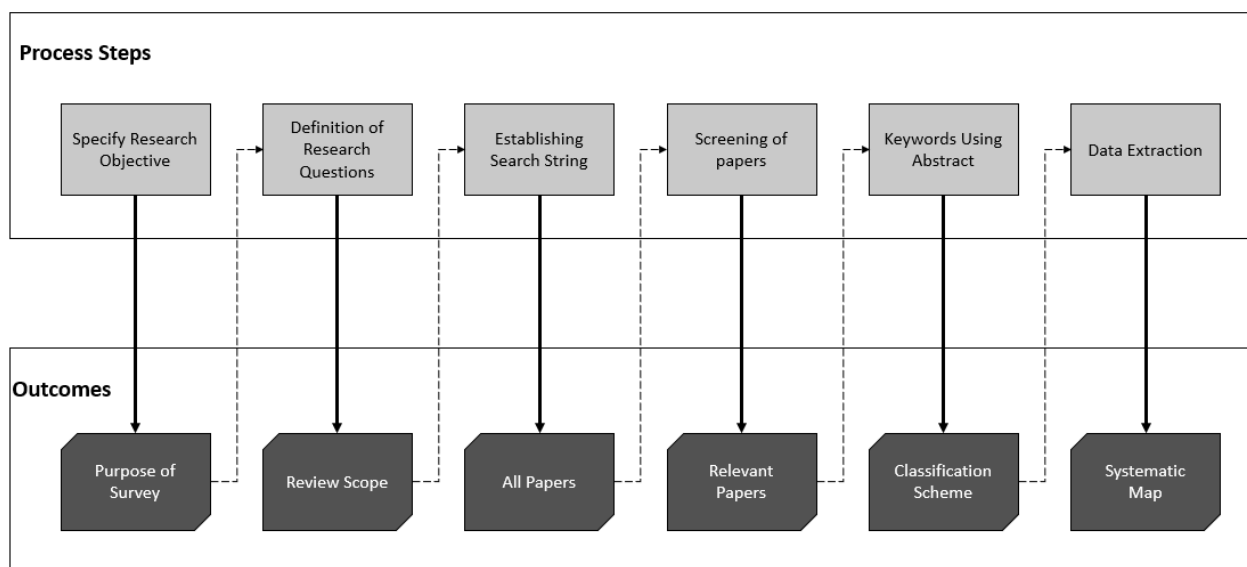 Process Steps
Specify Research
Objective
Definition of
Research
Questions
Establishing
Search String
Screening of
papers
Keywords Using
Abstract
Data Extraction
Outcomes
Purpose of
Survey
Review Scope
All Papers
Relevant
Papers
Classification
Scheme
Systematic
Map